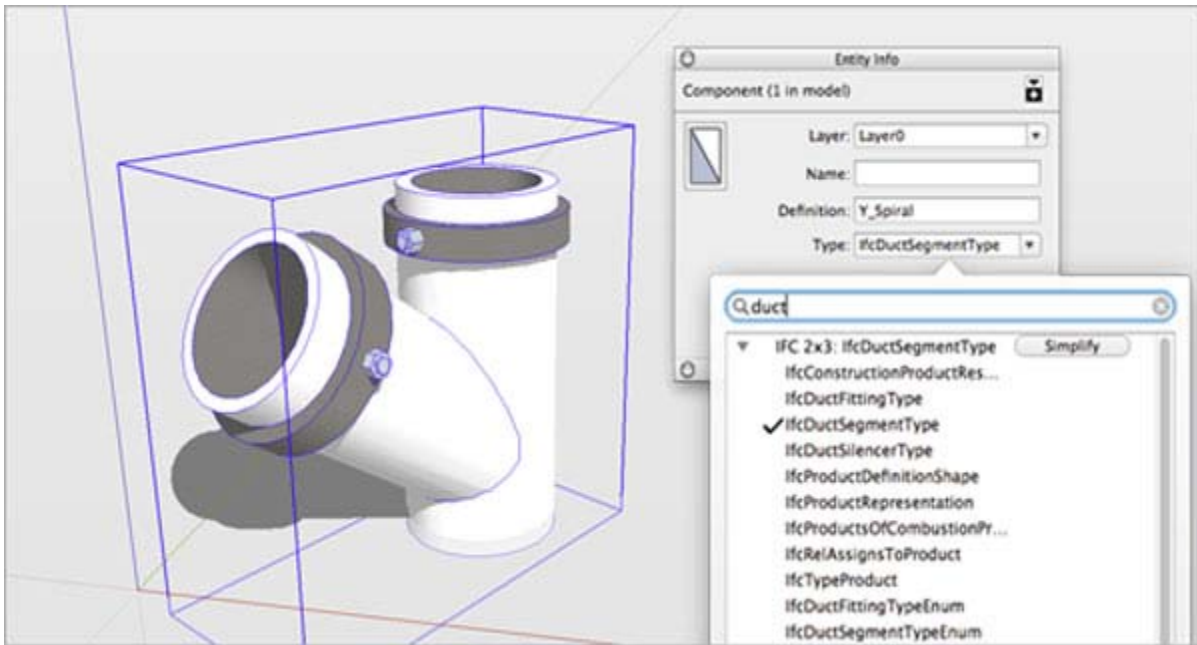 Entity Info
Component (1 in model)
Layer: Layer0
Name:
Definition: Y_Spiral
Type: IfcDuctSegmentType
duct
IFC 2x3: IfcDuctSegmentType Simplify
IfcConstructionProductRes...
IfcDuctFittingType
IfcDuctSegmentType
IfcDuctSilencerType
IfcProductDefinitionShape
IfcProductRepresentation
IfcProductsOfCombustionPr...
IfcRelAssignsToProduct
IfcTypeProduct
IfcDuctFittingTypeEnum
IfcDuctSegmentTypeEnum